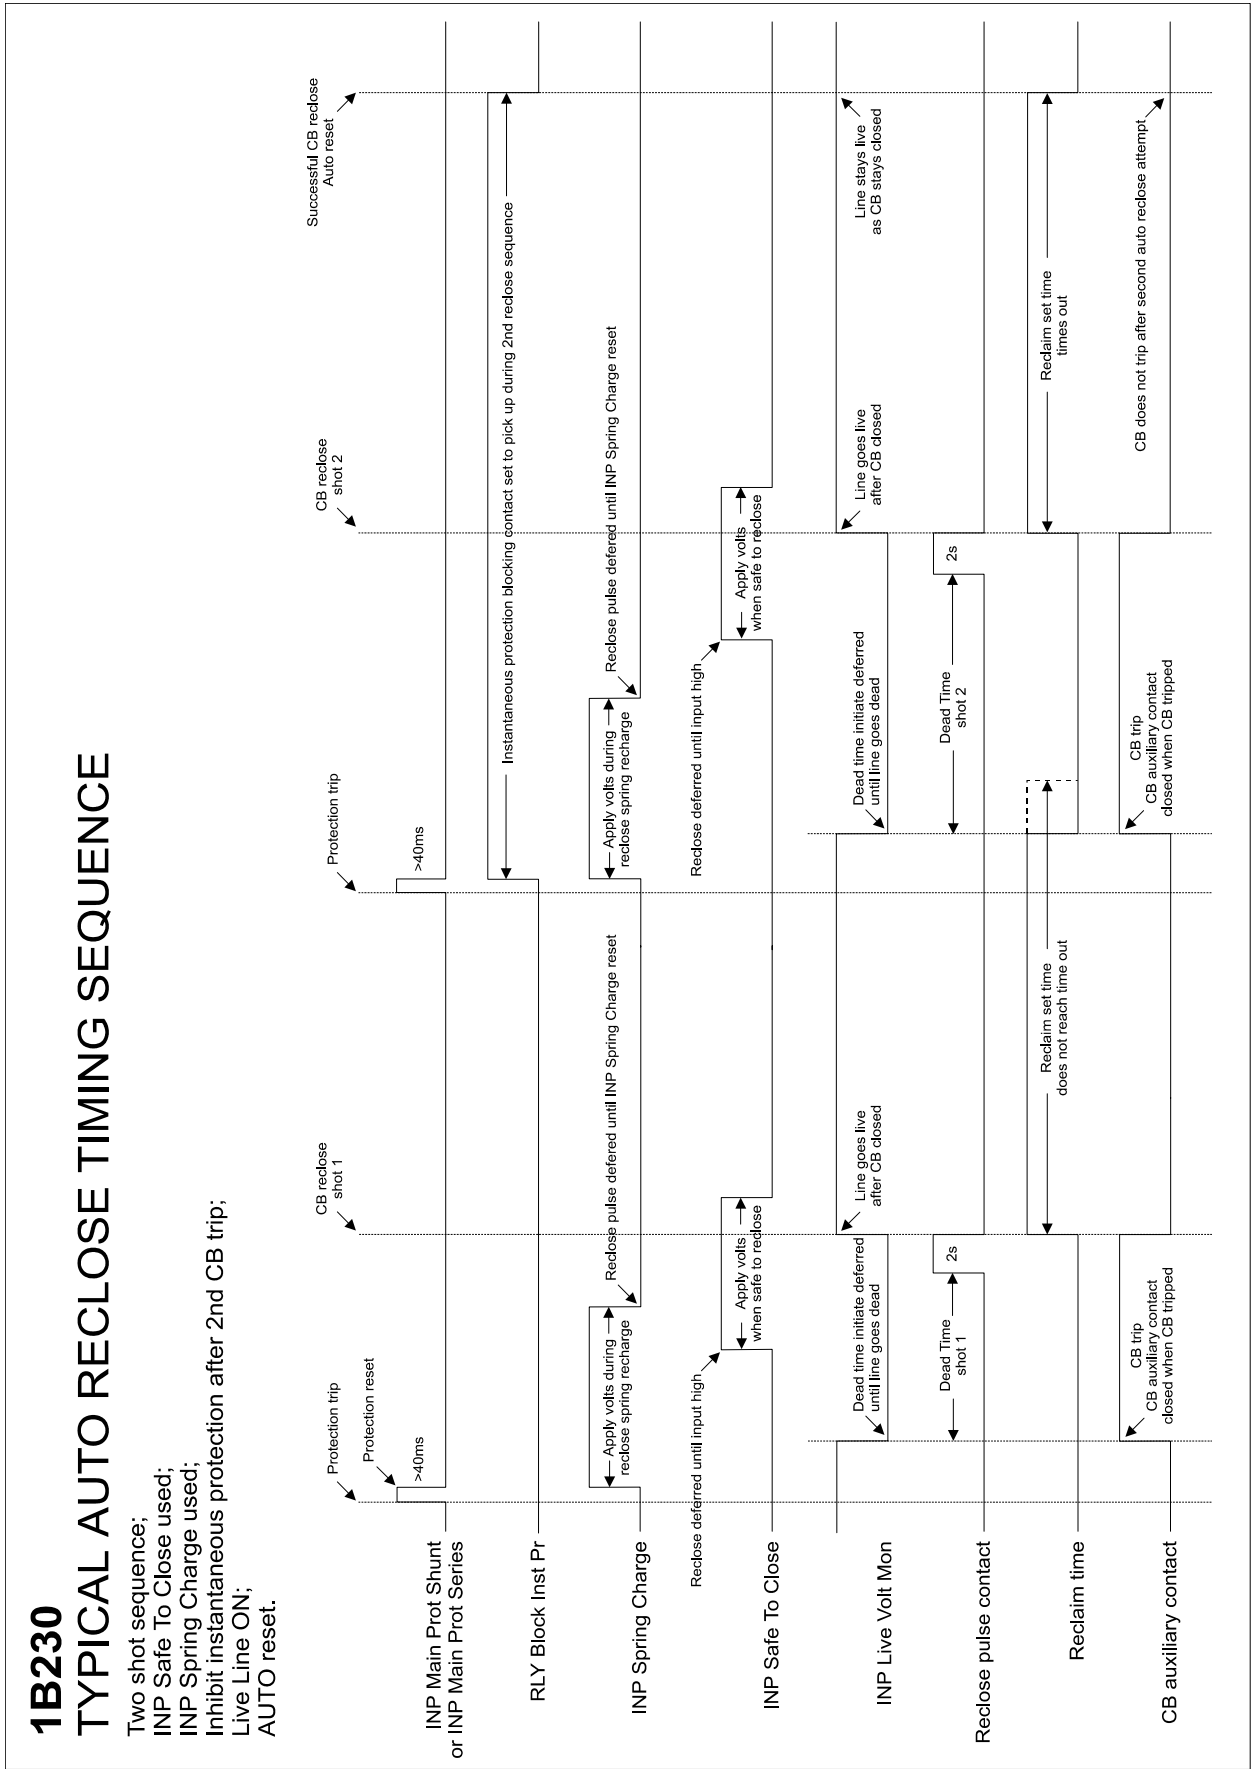 1B230
TYPICAL AUTO RECLOSE TIMING SEQUENCE
Two shot sequence;
INP Safe To Close used;
INP Spring Charge used;
Inhibit instantaneous protection after 2nd CB trip;
Live Line ON;
AUTO reset.
Protection trip
CB reclose
shot 1
Protection trip
CB reclose
shot 2
Successful CB reclose
Auto reset
Protection reset
INP Main Prot Shunt
or INP Main Prot Series
>40ms
>40ms
RLY Block Inst Pr
Instantaneous protection blocking contact set to pick up during 2nd reclose sequence
INP Spring Charge
Apply volts during
reclose spring recharge
Reclose pulse defered until INP Spring Charge reset
Apply volts during
reclose spring recharge
Reclose pulse defered until INP Spring Charge reset
Reclose deferred until input high
Reclose deferred until input high
INP Safe To Close
Apply volts
when safe to reclose
Apply volts
when safe to reclose
INP Live Volt Mon
Dead time initiate deferred
until line goes dead
Line goes live
after CB closed
Dead time initiate deferred
until line goes dead
Line goes live
after CB closed
Line stays live
as CB stays closed
Reclose pulse contact
Dead Time
shot 1
2s
Dead Time
shot 2
2s
Reclaim time
Reclaim set time
does not reach time out
Reclaim set time
times out
CB auxiliary contact
CB trip
CB auxiliary contact
closed when CB tripped
CB trip
CB auxiliary contact
closed when CB tripped
CB does not trip after second auto reclose attempt